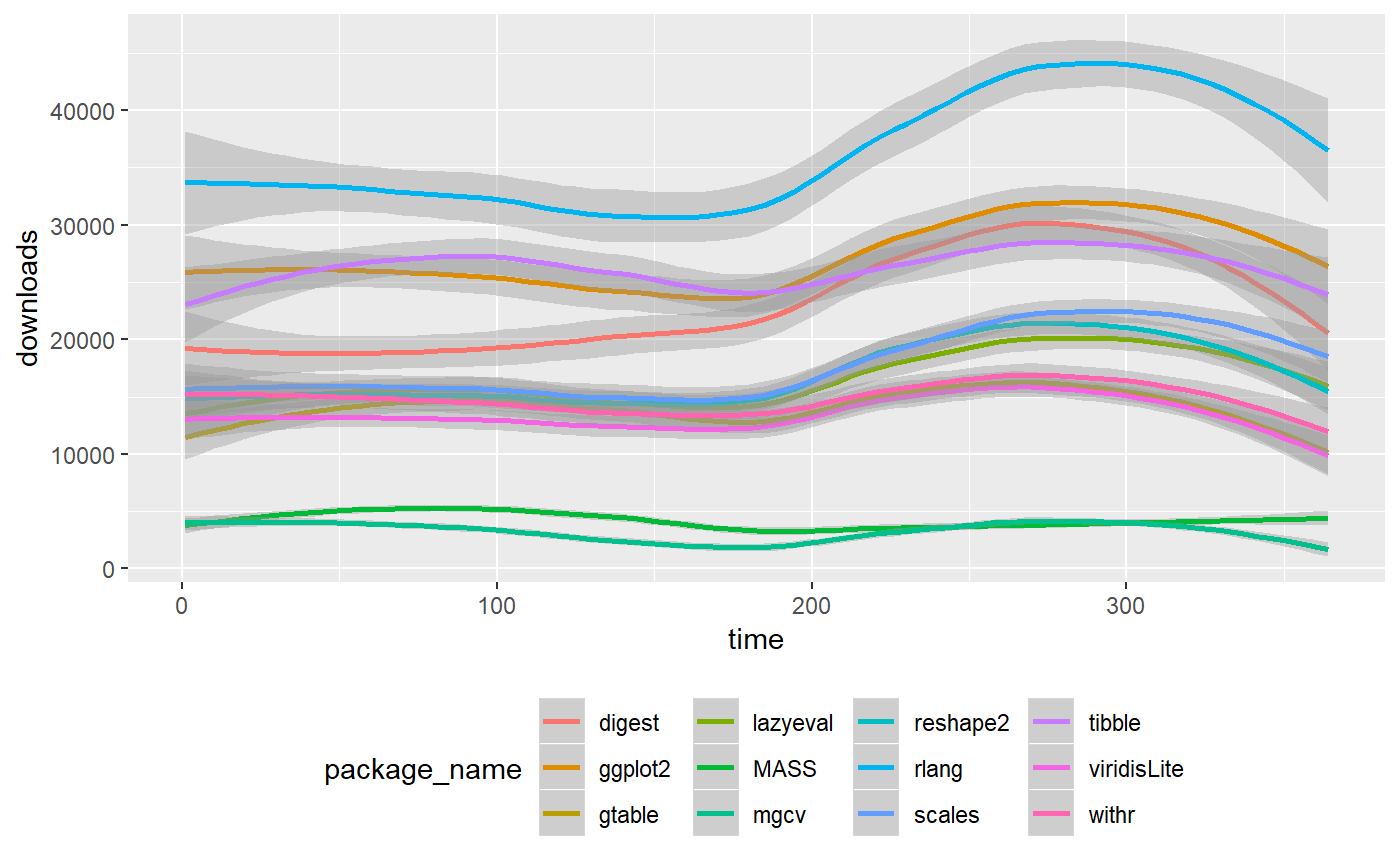 downloads
40000
30000
20000
10000
0
0 100 200 300
time
package_name
digest lazyeval reshape2 tibble
ggplot2 MASS rlang viridisLite
gtable mgcv scales withr